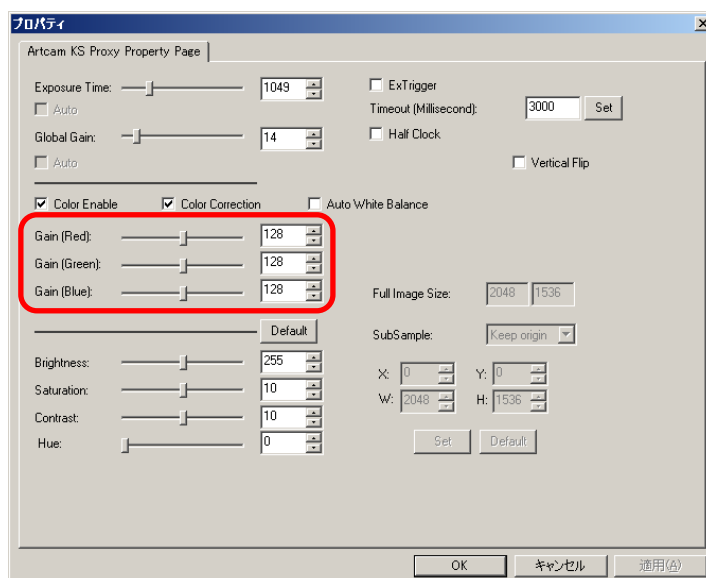 プロパティ
Artcam KS Proxy Property Page
Exposure Time: 1049
Auto
Global Gain: 14
Auto
ExTrigger
Timeout (Millisecond): 3000 Set
Half Clock
Vertical Flip
Color Enable Color Correction Auto White Balance
Gain (Red): 128
Gain (Green): 128
Gain (Blue): 128
Default
Brightness: 255
Saturation: 10
Contrast: 10
Hue: 0
Full Image Size: 2048 1536
SubSample: Keep origin
X: 0 Y: 0
W: 2048 H: 1536
Set Default
OK キャンセル 適用(A)